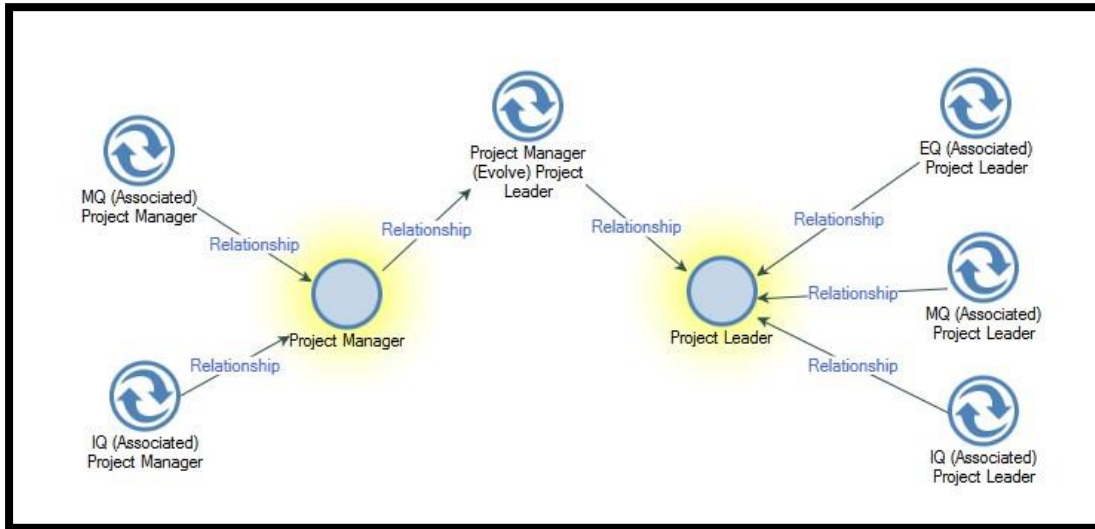 MQ (Associated)
Project Manager
Relationship
Project Manager
Relationship
IQ (Associated)
Project Manager
Project Manager
(Evolve) Project
Leader
Relationship
Relationship
Project Leader
EQ (Associated)
Project Leader
Relationship
MQ (Associated)
Project Leader
Relationship
IQ (Associated)
Project Leader
Relationship